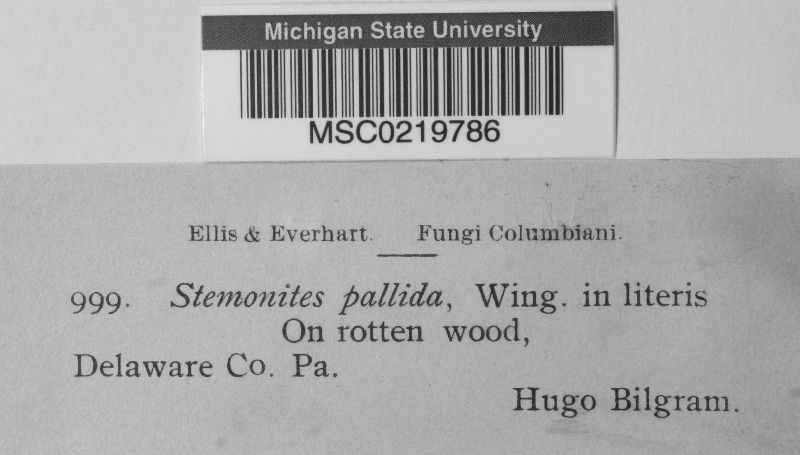 Michigan State University
MSC0219786
Ellis & Everhart. Fungi Columbiani.
999. Stemonites pallida, Wing. in literis
On rotten wood,
Delaware Co. Pa.
Hugo Bilgram.